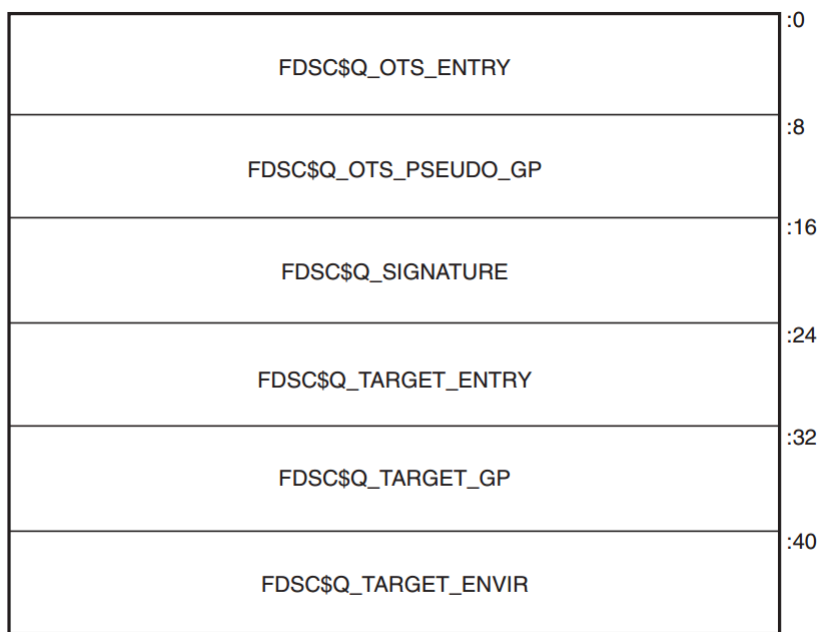 :0
FDSC$Q_OTS_ENTRY
:8
FDSC$Q_OTS_PSEUDO_GP
:16
FDSC$Q_SIGNATURE
:24
FDSC$Q_TARGET_ENTRY
:32
FDSC$Q_TARGET_GP
:40
FDSC$Q_TARGET_ENVIR